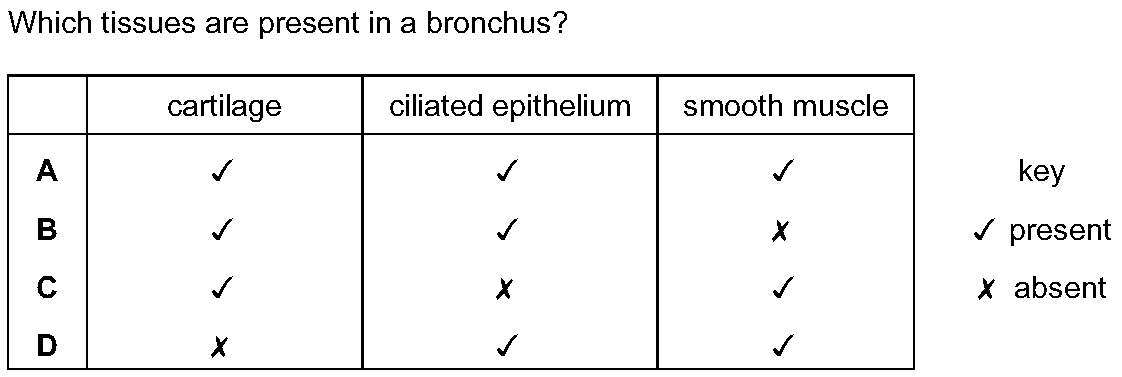 Which tissues are present in a bronchus?
cartilage ciliated epithelium smooth muscle
A ✓ ✓ ✓ key
B ✓ ✓ ✗ ✓ present
C ✓ ✗ ✓ ✗ absent
D ✗ ✓ ✓